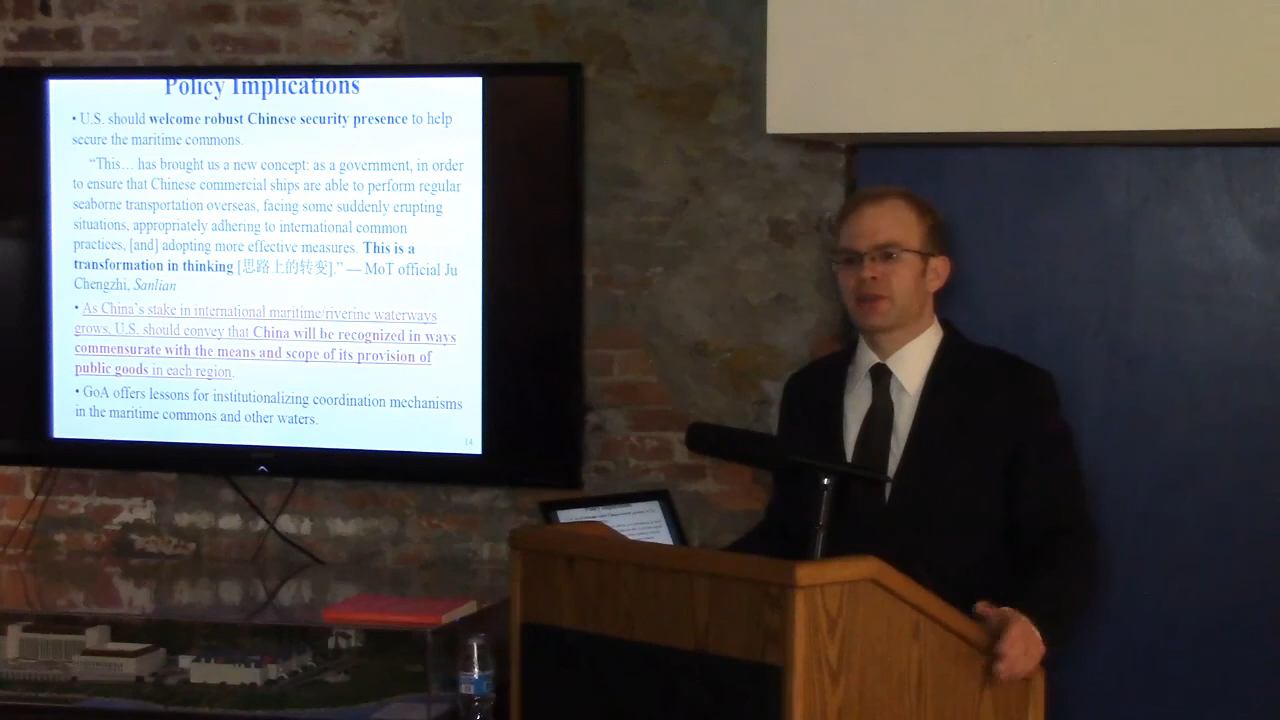 Policy Implications
• U.S. should welcome robust Chinese security presence to help
secure the maritime commons.
“This… has brought us a new concept: as a government, in order
to ensure that Chinese commercial ships are able to perform regular
seaborne transportation overseas, facing some suddenly erupting
situations, appropriately adhering to international common
practices, [and] adopting more effective measures. This is a
transformation in thinking [思路上的转变].” — MoT official Ju
Chengzhi, Sanlian
• As China’s stake in international maritime/riverine waterways
grows, U.S. should convey that China will be recognized in ways
commensurate with the means and scope of its provision of
public goods in each region.
• GoA offers lessons for institutionalizing coordination mechanisms
in the maritime commons and other waters.
14
Policy Implications